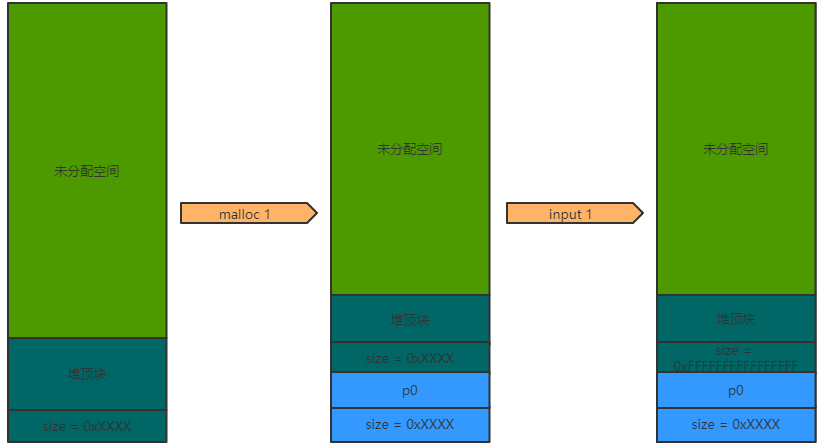 未分配空间
堆顶块
size = 0xXXXX
malloc 1
未分配空间
堆顶块
size = 0xXXXX
p0
size = 0xXXXX
input 1
未分配空间
堆顶块
size =
0xFFFFFFFFFFFFFFFF
p0
size = 0xXXXX